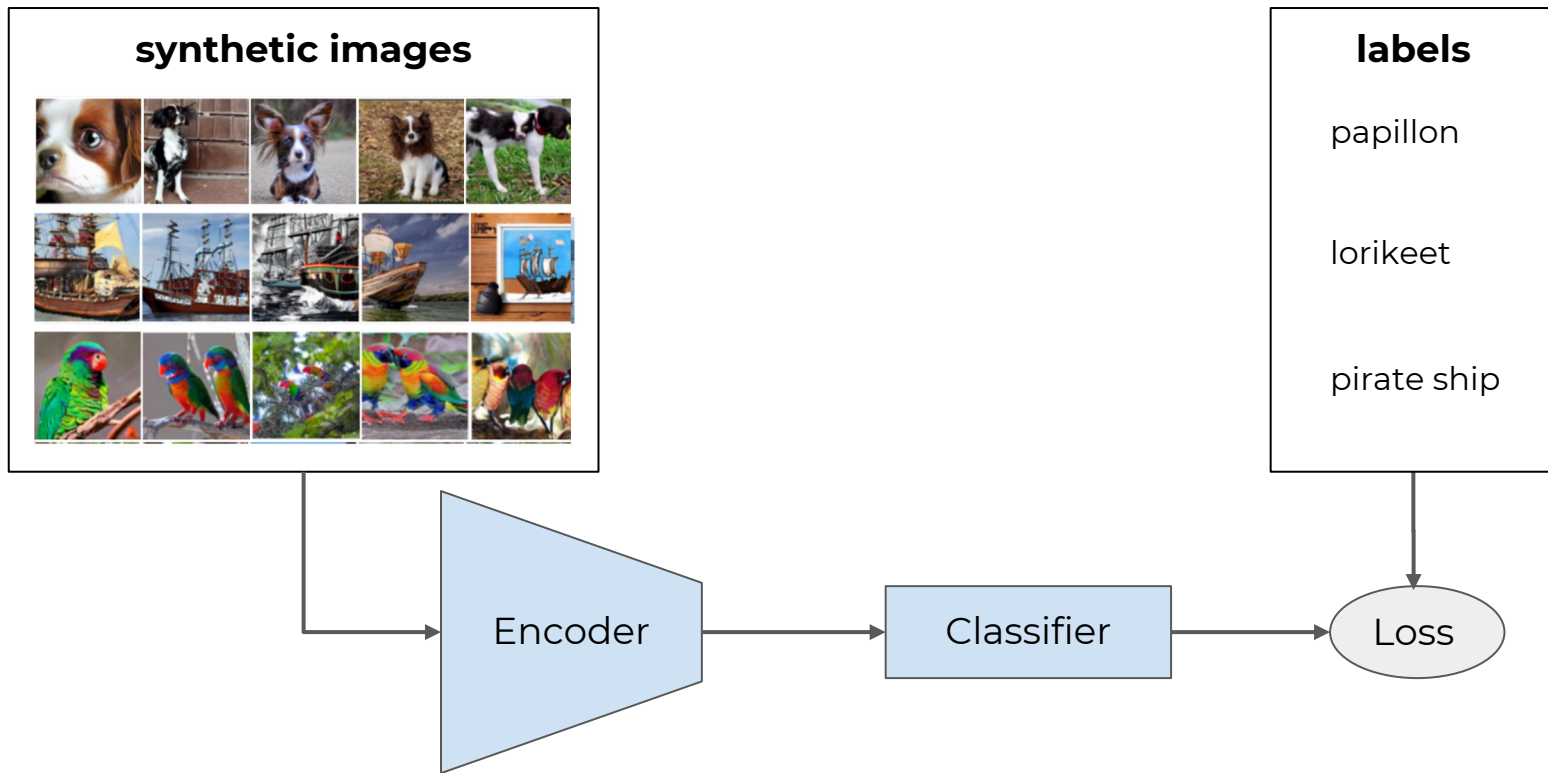 synthetic images
labels
papillon
lorikeet
pirate ship
Encoder
Classifier
Loss